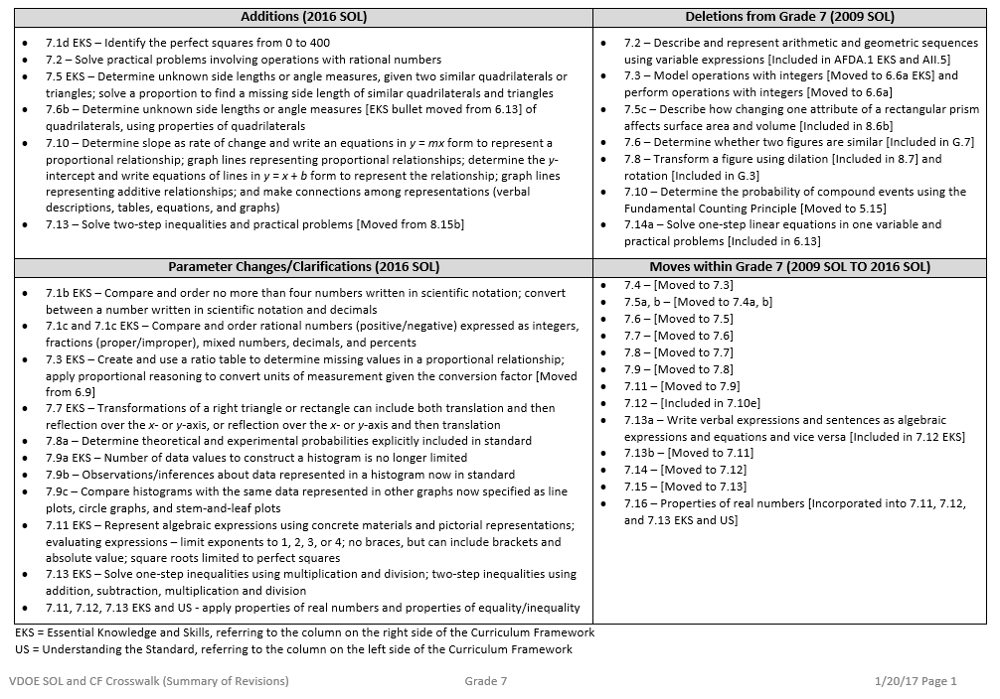 Additions (2016 SOL)
• 7.1d EKS – Identify the perfect squares from 0 to 400
• 7.2 – Solve practical problems involving operations with rational numbers
• 7.5 EKS – Determine unknown side lengths or angle measures, given two similar quadrilaterals or
triangles; solve a proportion to find a missing side length of similar quadrilaterals and triangles
• 7.6b – Determine unknown side lengths or angle measures [EKS bullet moved from 6.13] of
quadrilaterals, using properties of quadrilaterals
• 7.10 – Determine slope as rate of change and write an equations in y = mx form to represent a
proportional relationship; graph lines representing proportional relationships; determine the y-
intercept and write equations of lines in y = x + b form to represent the relationship; graph lines
representing additive relationships; and make connections among representations (verbal
descriptions, tables, equations, and graphs)
• 7.13 – Solve two-step inequalities and practical problems [Moved from 8.15b]
Deletions from Grade 7 (2009 SOL)
• 7.2 – Describe and represent arithmetic and geometric sequences
using variable expressions [Included in AFDA.1 EKS and AII.5]
• 7.3 – Model operations with integers [Moved to 6.6a EKS] and
perform operations with integers [Moved to 6.6a]
• 7.5c – Describe how changing one attribute of a rectangular prism
affects surface area and volume [Included in 8.6b]
• 7.6 – Determine whether two figures are similar [Included in G.7]
• 7.8 – Transform a figure using dilation [Included in 8.7] and
rotation [Included in G.3]
• 7.10 – Determine the probability of compound events using the
Fundamental Counting Principle [Moved to 5.15]
• 7.14a – Solve one-step linear equations in one variable and
practical problems [Included in 6.13]
Parameter Changes/Clarifications (2016 SOL)
• 7.1b EKS – Compare and order no more than four numbers written in scientific notation; convert
between a number written in scientific notation and decimals
• 7.1c and 7.1c EKS – Compare and order rational numbers (positive/negative) expressed as integers,
fractions (proper/improper), mixed numbers, decimals, and percents
• 7.3 EKS – Create and use a ratio table to determine missing values in a proportional relationship;
apply proportional reasoning to convert units of measurement given the conversion factor [Moved
from 6.9]
• 7.7 EKS – Transformations of a right triangle or rectangle can include both translation and then
reflection over the x- or y-axis, or reflection over the x- or y-axis and then translation
• 7.8a – Determine theoretical and experimental probabilities explicitly included in standard
• 7.9a EKS – Number of data values to construct a histogram is no longer limited
• 7.9b – Observations/inferences about data represented in a histogram now in standard
• 7.9c – Compare histograms with the same data represented in other graphs now specified as line
plots, circle graphs, and stem-and-leaf plots
• 7.11 EKS – Represent algebraic expressions using concrete materials and pictorial representations;
evaluating expressions – limit exponents to 1, 2, 3, or 4; no braces, but can include brackets and
absolute value; square roots limited to perfect squares
• 7.13 EKS – Solve one-step inequalities using multiplication and division; two-step inequalities using
addition, subtraction, multiplication and division
• 7.11, 7.12, 7.13 EKS and US - apply properties of real numbers and properties of equality/inequality
Moves within Grade 7 (2009 SOL TO 2016 SOL)
• 7.4 – [Moved to 7.3]
• 7.5a, b – [Moved to 7.4a, b]
• 7.6 – [Moved to 7.5]
• 7.7 – [Moved to 7.6]
• 7.8 – [Moved to 7.7]
• 7.9 – [Moved to 7.8]
• 7.11 – [Moved to 7.9]
• 7.12 – [Included in 7.10e]
• 7.13a – Write verbal expressions and sentences as algebraic
expressions and equations and vice versa [Included in 7.12 EKS]
• 7.13b – [Moved to 7.11]
• 7.14 – [Moved to 7.12]
• 7.15 – [Moved to 7.13]
• 7.16 – Properties of real numbers [Incorporated into 7.11, 7.12,
and 7.13 EKS and US]
EKS = Essential Knowledge and Skills, referring to the column on the right side of the Curriculum Framework
US = Understanding the Standard, referring to the column on the left side of the Curriculum Framework
VDOE SOL and CF Crosswalk (Summary of Revisions) Grade 7 1/20/17 Page 1